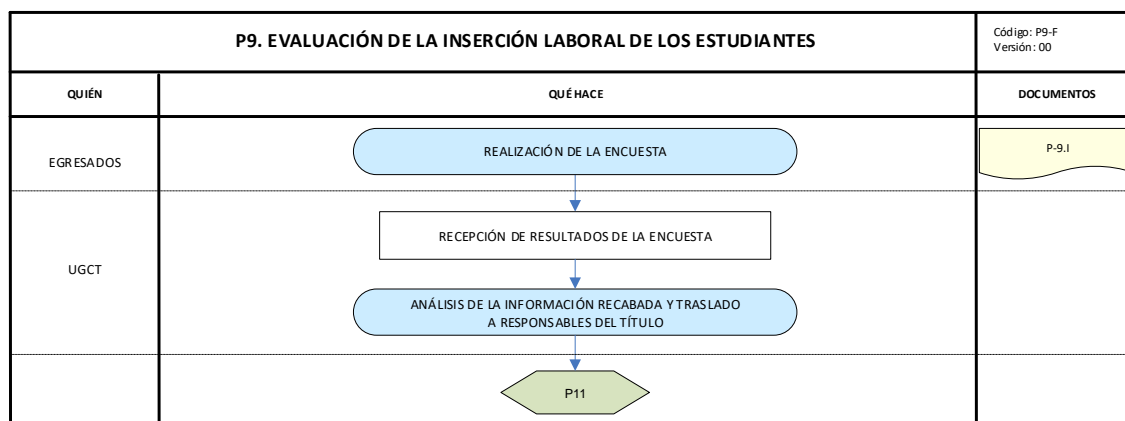 P9. EVALUACIÓN DE LA INSERCIÓN LABORAL DE LOS ESTUDIANTES
Código: P9-F
Versión: 00
QUIÉN
QUÉ HACE
DOCUMENTOS
EGRESADOS
REALIZACIÓN DE LA ENCUESTA
P-9.I
RECEPCIÓN DE RESULTADOS DE LA ENCUESTA
UGCT
ANÁLISIS DE LA INFORMACIÓN RECABADA Y TRASLADO
A RESPONSABLES DEL TÍTULO
P11